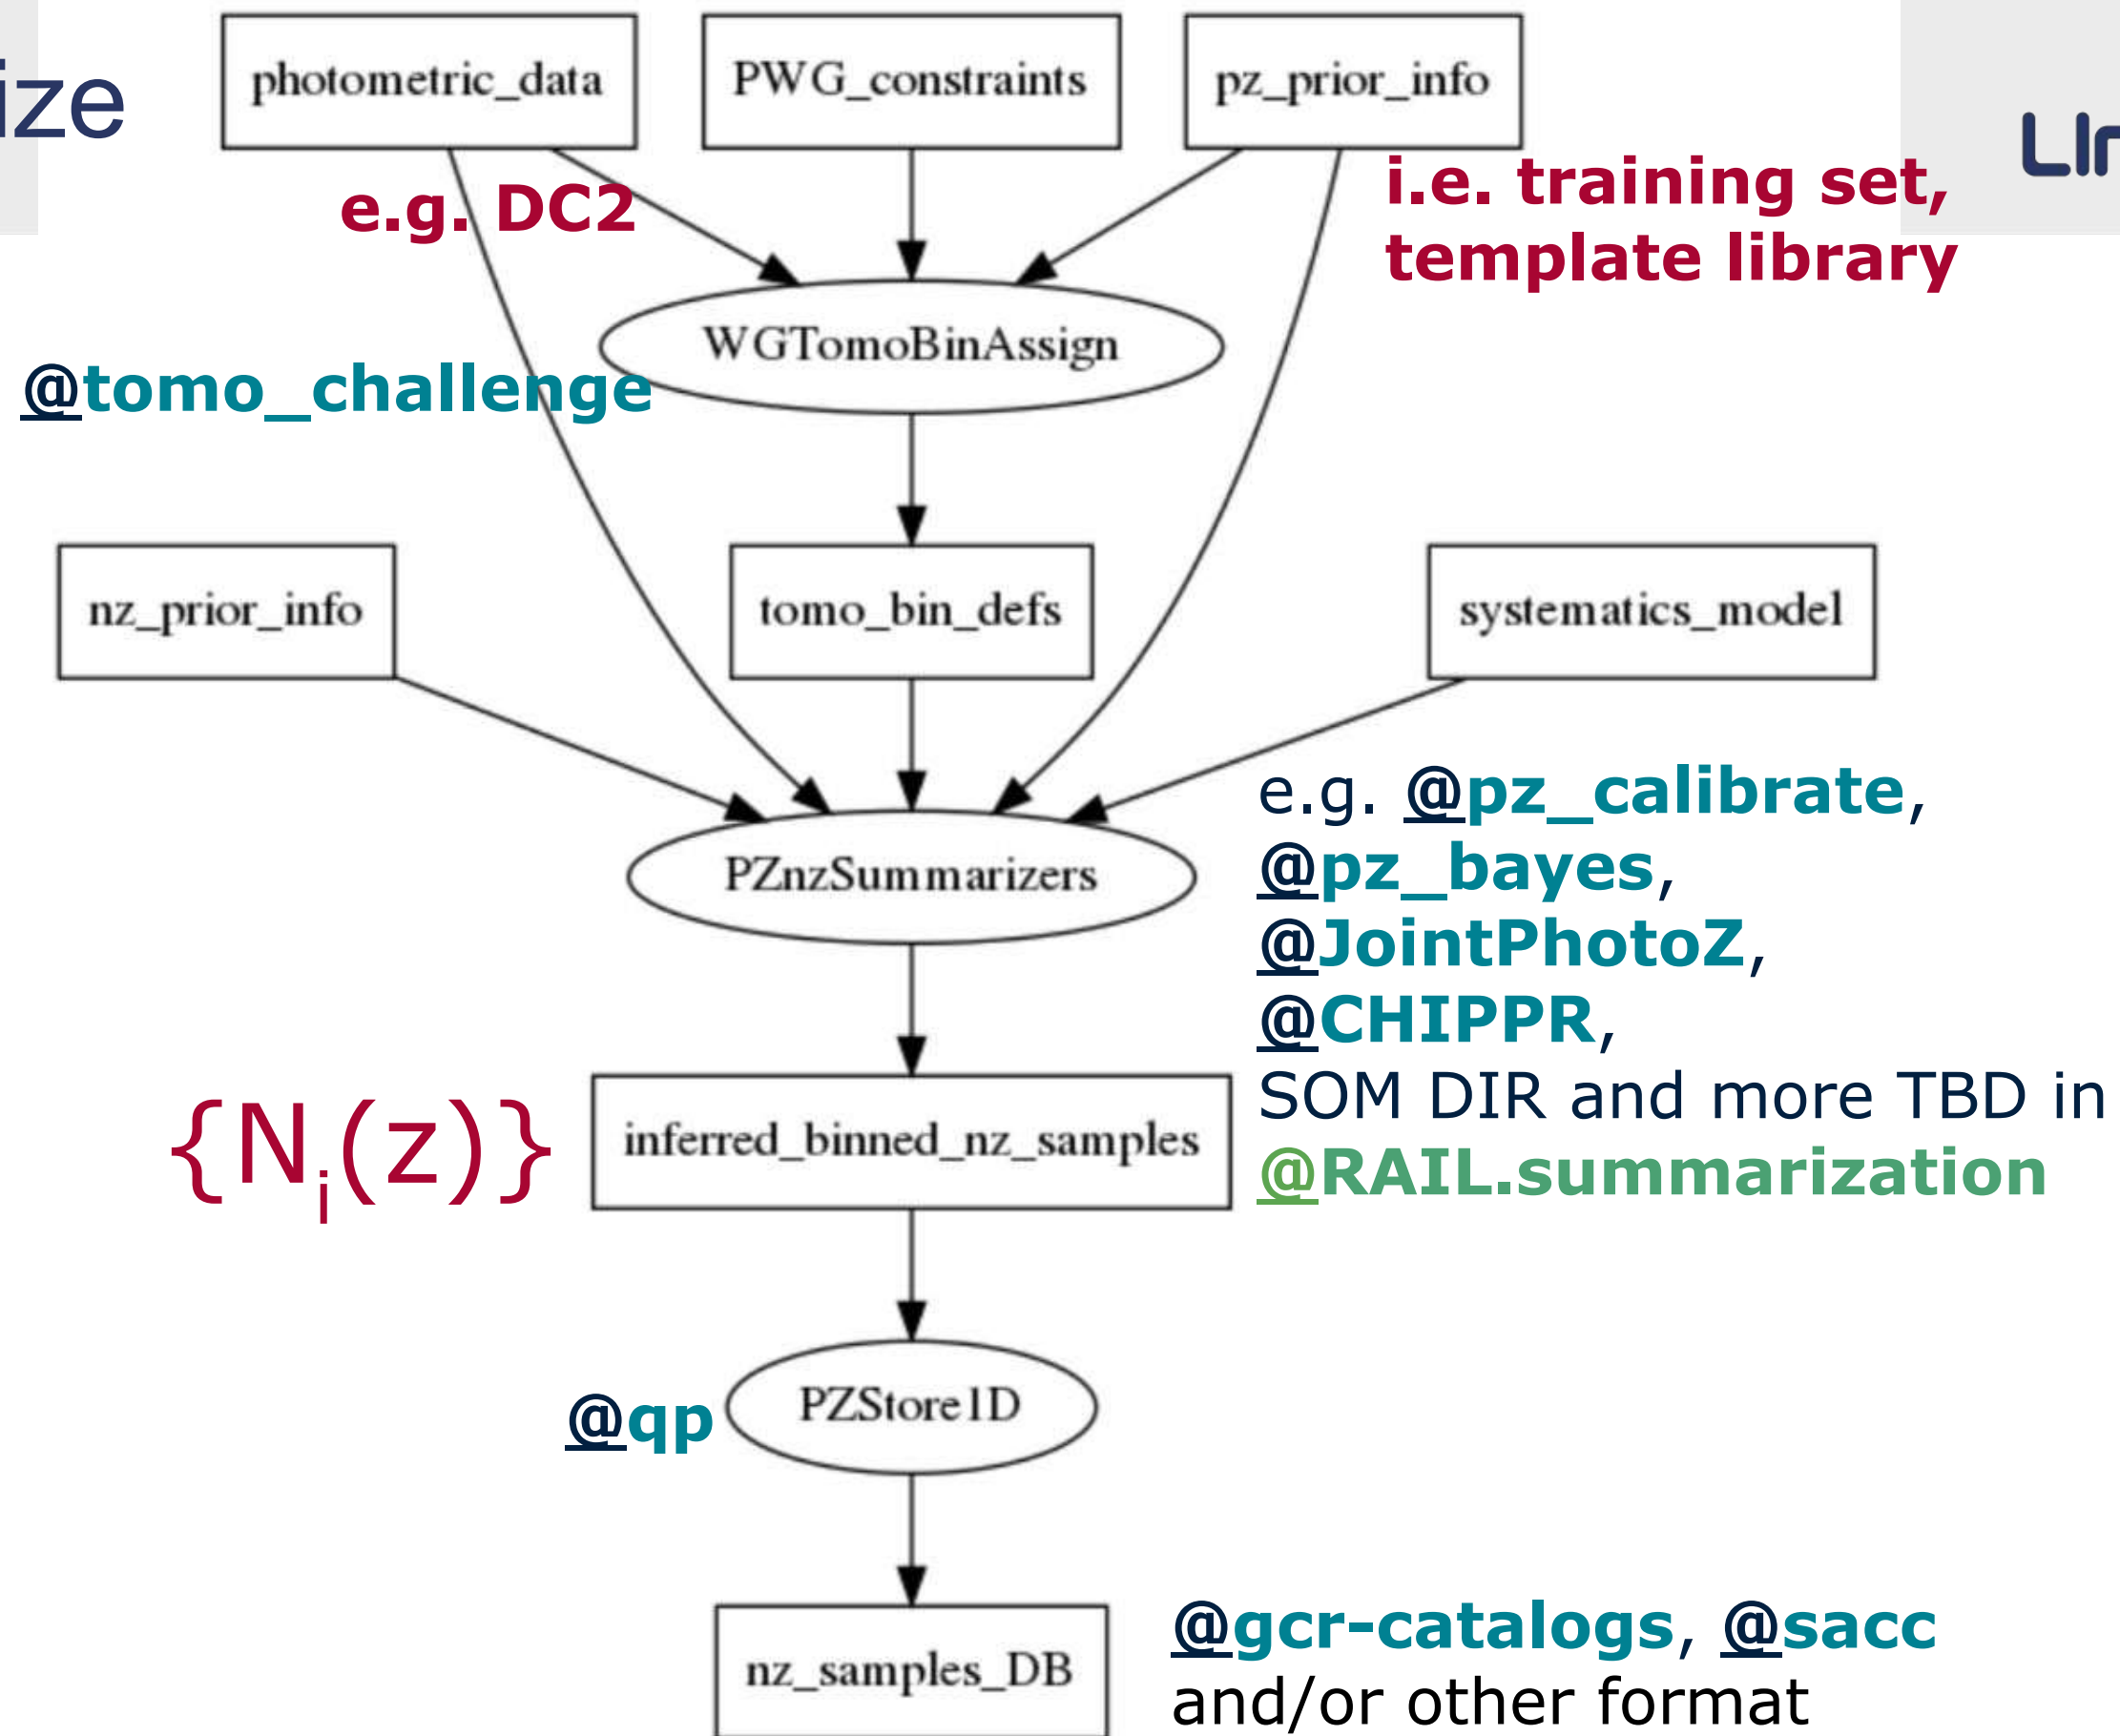 ize
photometric_data
PWG_constraints
pz_prior_info
e.g. DC2
i.e. training set,
template library
WGTomoBinAssign
@tomo_challenge
nz_prior_info
tomo_bin_defs
systematics_model
PZnzSummarizers
e.g. @pz_calibrate,
@pz_bayes,
@JointPhotoZ,
@CHIPPR,
SOM DIR and more TBD in
@RAIL.summarization
{Ni(z)}
inferred_binned_nz_samples
@qp
PZStore1D
nz_samples_DB
@gcr-catalogs, @sacc
and/or other format